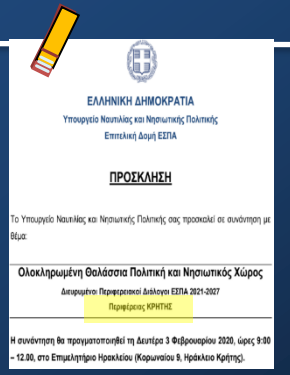 ΕΛΛΗΝΙΚΗ ΔΗΜΟΚΡΑΤΙΑ
Υπουργείο Ναυτιλίας και Νησιωτικής Πολιτικής
Επιτελική Δομή ΕΣΠΑ
ΠΡΟΣΚΛΗΣΗ
Το Υπουργείο Ναυτιλίας και Νησιωτικής Πολιτικής σας προσκαλεί σε συνάντηση με
θέμα:
Ολοκληρωμένη Θαλάσσια Πολιτική και Νησιωτικός Χώρος
Διευρυμένοι Περιφερειακοί Διάλογοι ΕΣΠΑ 2021-2027
Περιφέρειας ΚΡΗΤΗΣ
Η συνάντηση θα πραγματοποιηθεί τη Δευτέρα 3 Φεβρουαρίου 2020, ώρες 9:00
– 12.00, στο Επιμελητήριο Ηρακλείου (Κορωναίου 9, Ηράκλειο Κρήτης).